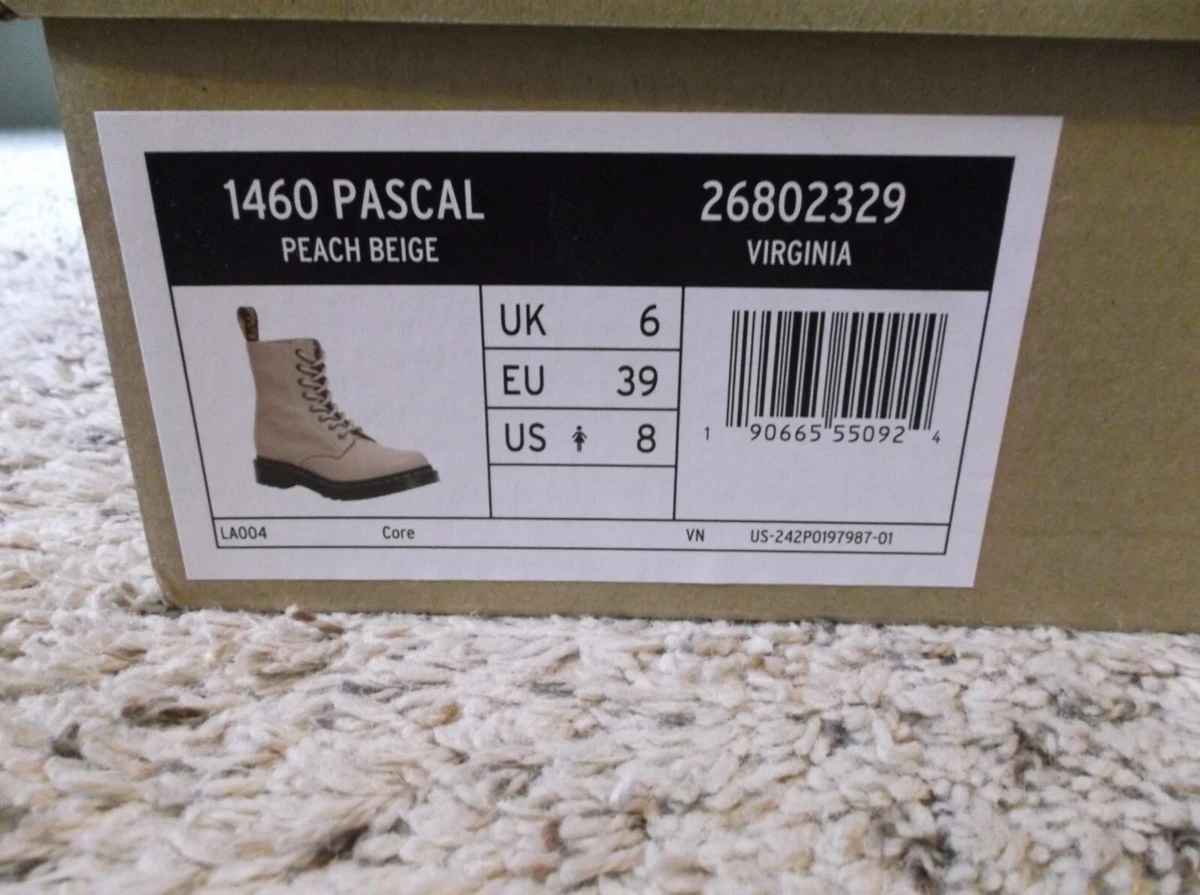 1460 PASCAL
PEACH BEIGE
26802329
VIRGINIA
UK 6
EU 39
US 8
1 90665 55092 4
LA004 Core VN US-242P0197987-01